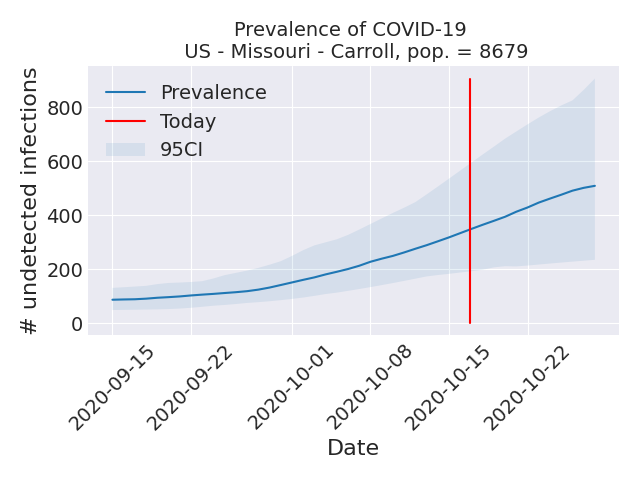 Prevalence of COVID-19
US - Missouri - Carroll, pop. = 8679
# undetected infections
800
600
400
200
0
Prevalence
Today
95CI
2020-09-15
2020-09-22
2020-10-01
2020-10-08
2020-10-15
2020-10-22
Date